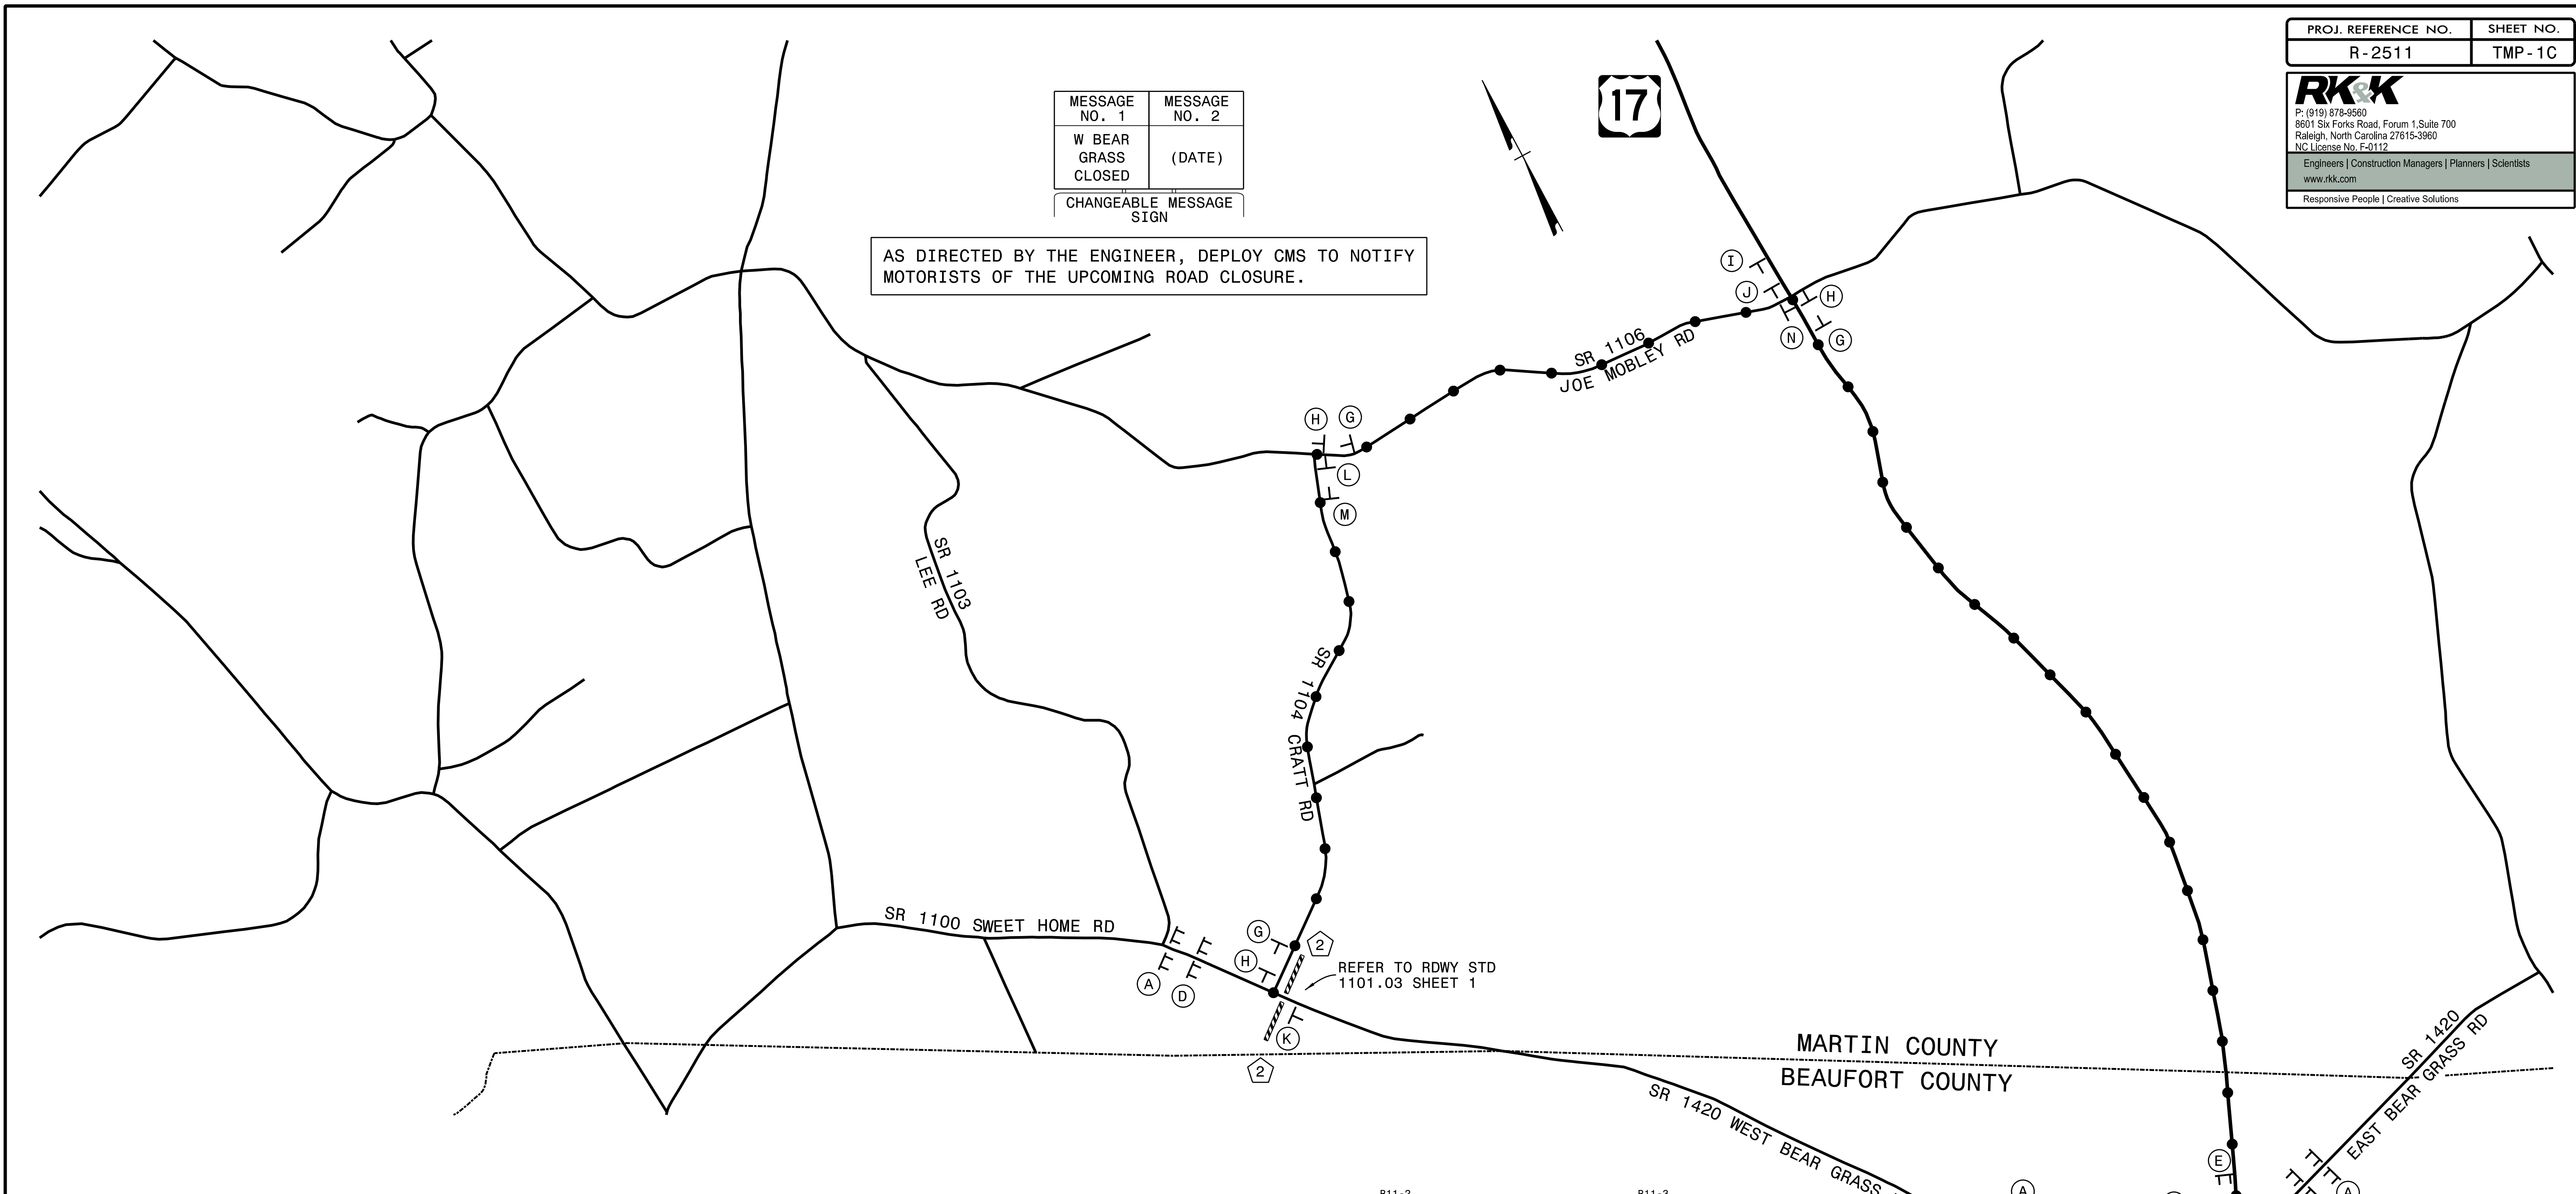 PROJ. REFERENCE NO.
SHEET NO.
R-2511
TMP-1C
RK&K
P: (919) 878-9560
8601 Six Forks Road, Forum 1,Suite 700
Raleigh, North Carolina 27615-3960
NC License No. F-0112
Engineers | Construction Managers | Planners | Scientists
www.rkk.com
Responsive People | Creative Solutions
MESSAGE
NO. 1
MESSAGE
NO. 2
W BEAR
GRASS
CLOSED
(DATE)
CHANGEABLE MESSAGE
SIGN
AS DIRECTED BY THE ENGINEER, DEPLOY CMS TO NOTIFY
MOTORISTS OF THE UPCOMING ROAD CLOSURE.
17
I
J
H
N
G
SR 1106
JOE MOBLEY RD
H
G
L
M
SR 1103
LEE RD
SR 1104 CRATT RD
SR 1100 SWEET HOME RD
G
2
H
A
D
REFER TO RDWY STD
1101.03 SHEET 1
K
2
MARTIN COUNTY
BEAUFORT COUNTY
SR 1420
EAST BEAR GRASS RD
SR 1420 WEST BEAR GRASS
E
A
A